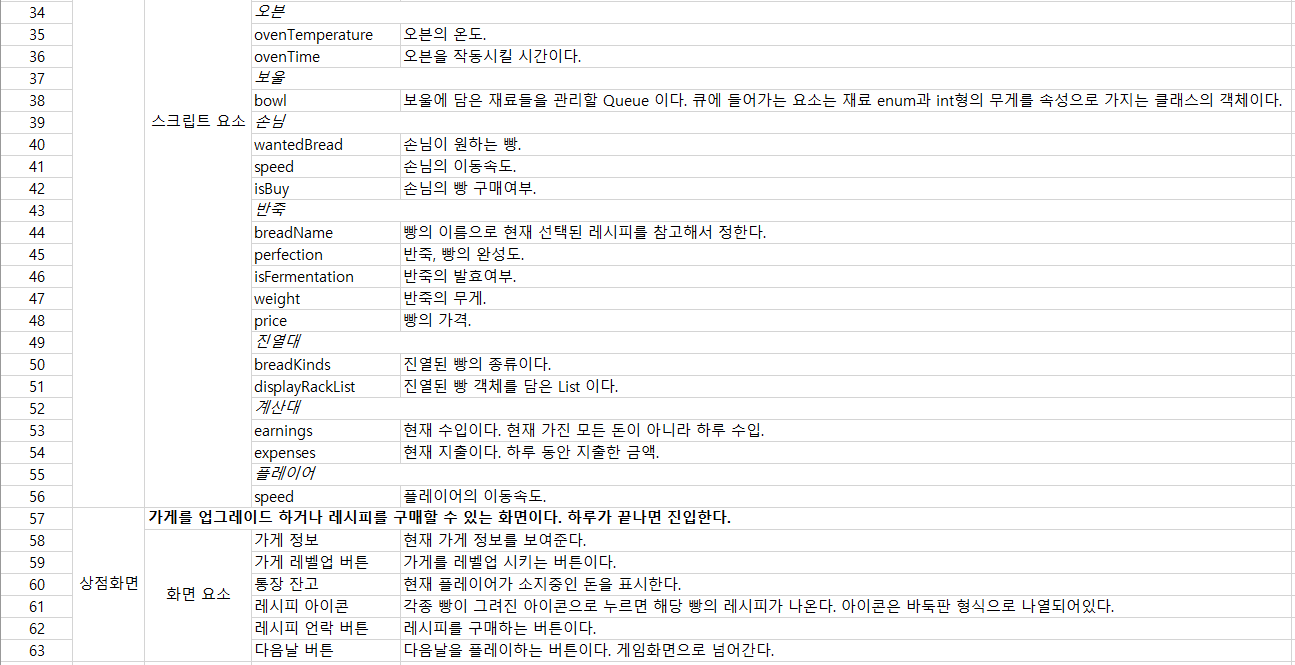 34 오븐
35 ovenTemperature 오븐의 온도.
36 ovenTime 오븐을 작동시킬 시간이다.
37 보울
38 bowl 보울에 담은 재료들을 관리할 Queue 이다. 큐에 들어가는 요소는 재료 enum과 int형의 무게를 속성으로 가지는 클래스의 객체이다.
39 스크립트 요소 손님
40 wantedBread 손님이 원하는 빵.
41 speed 손님의 이동속도.
42 isBuy 손님의 빵 구매여부.
43 반죽
44 breadName 빵의 이름으로 현재 선택된 레시피를 참고해서 정한다.
45 perfection 반죽, 빵의 완성도.
46 isFermentation 반죽의 발효여부.
47 weight 반죽의 무게.
48 price 빵의 가격.
49 진열대
50 breadKinds 진열된 빵의 종류이다.
51 displayRackList 진열된 빵 객체를 담은 List 이다.
52 계산대
53 earnings 현재 수입이다. 현재 가진 모든 돈이 아니라 하루 수입.
54 expenses 현재 지출이다. 하루 동안 지출한 금액.
55 플레이어
56 speed 플레이어의 이동속도.
57 가게를 업그레이드 하거나 레시피를 구매할 수 있는 화면이다. 하루가 끝나면 진입한다.
58 가게 정보 현재 가게 정보를 보여준다.
59 가게 레벨업 버튼 가게를 레벨업 시키는 버튼이다.
60 상점화면 화면 요소 통장 잔고 현재 플레이어가 소지중인 돈을 표시한다.
61 레시피 아이콘 각종 빵이 그려진 아이콘으로 누르면 해당 빵의 레시피가 나온다. 아이콘은 바둑판 형식으로 나열되어있다.
62 레시피 언락 버튼 레시피를 구매하는 버튼이다.
63 다음날 버튼 다음날을 플레이하는 버튼이다. 게임화면으로 넘어간다.